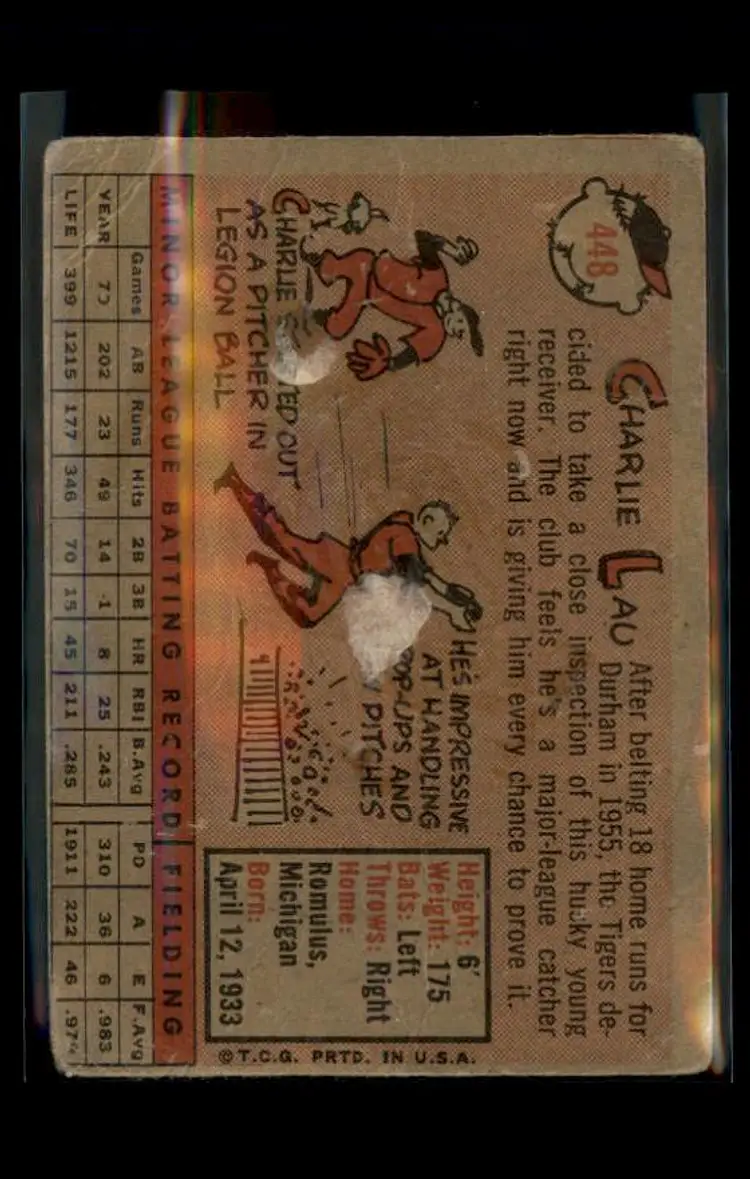 448
CHARLIE LAU
After belting 18 home runs for
Durham in 1955, the Tigers de-
cided to take a close inspection of this husky young
receiver. The club feels he's a major-league catcher
right now and is giving him every chance to prove it.
CHARLIE
AS A PITCHER IN
LEGION BALL
HE'S IMPRESSIVE
AT HANDLING
POP-UPS AND
PITCHES
Height: 6'
Weight: 175
Bats: Left
Throws: Right
Home:
Romulus,
Michigan
Born:
April 12, 1933
©T.C.G. PRTD. IN U.S.A.
MINOR LEAGUE BATTING RECORD FIELDING
Games AB Runs Hits 2B 3B HR RBI B.Avg PO A E F.Avg
YEAR 202 23 49 14 1 8 25 .243 310 36 6 .983
LIFE 399 1215 177 346 70 15 45 211 .285 1911 222 46